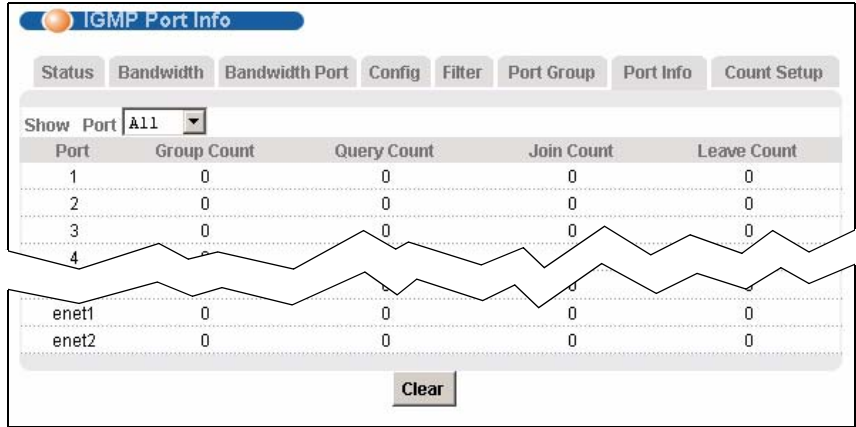 IGMP Port Info
Status Bandwidth Bandwidth Port Config Filter Port Group Port Info Count Setup
Show Port All
Port Group Count Query Count Join Count Leave Count
1 0 0 0 0
2 0 0 0 0
3 0 0 0 0
4
enet1 0 0 0 0
enet2 0 0 0 0
Clear